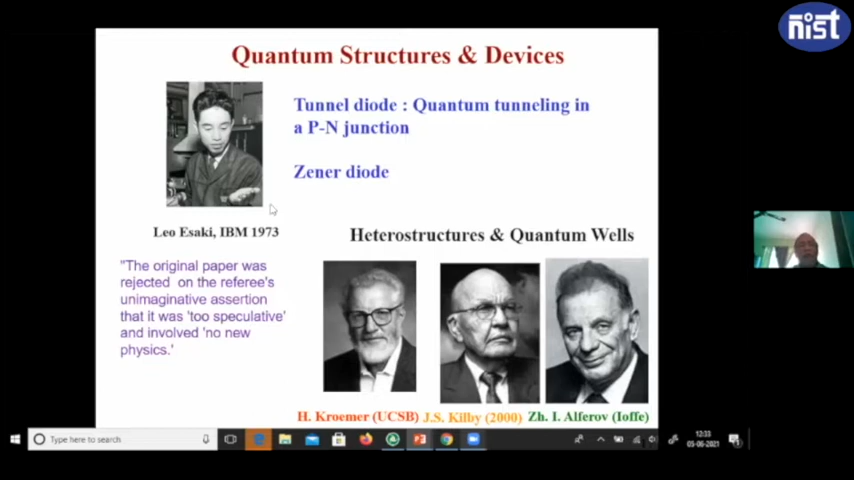 nist
Quantum Structures & Devices
Tunnel diode : Quantum tunneling in
a P-N junction
Zener diode
Leo Esaki, IBM 1973
Heterostructures & Quantum Wells
"The original paper was
rejected on the referee's
unimaginative assertion
that it was 'too speculative'
and involved 'no new
physics.'
H. Kroemer (UCSB) J.S. Kilby (2000) Zh. I. Alferov (Ioffe)
Type here to search
12:33
05-06-2021